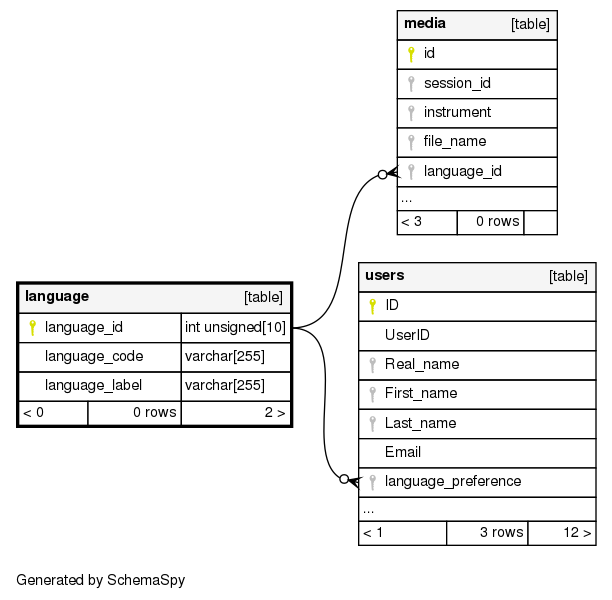 media [table]
id
session_id
instrument
file_name
language_id
...
< 3 0 rows
language [table]
language_id int unsigned[10]
language_code varchar[255]
language_label varchar[255]
< 0 0 rows 2 >
users [table]
ID
UserID
Real_name
First_name
Last_name
Email
language_preference
...
< 1 3 rows 12 >
Generated by SchemaSpy